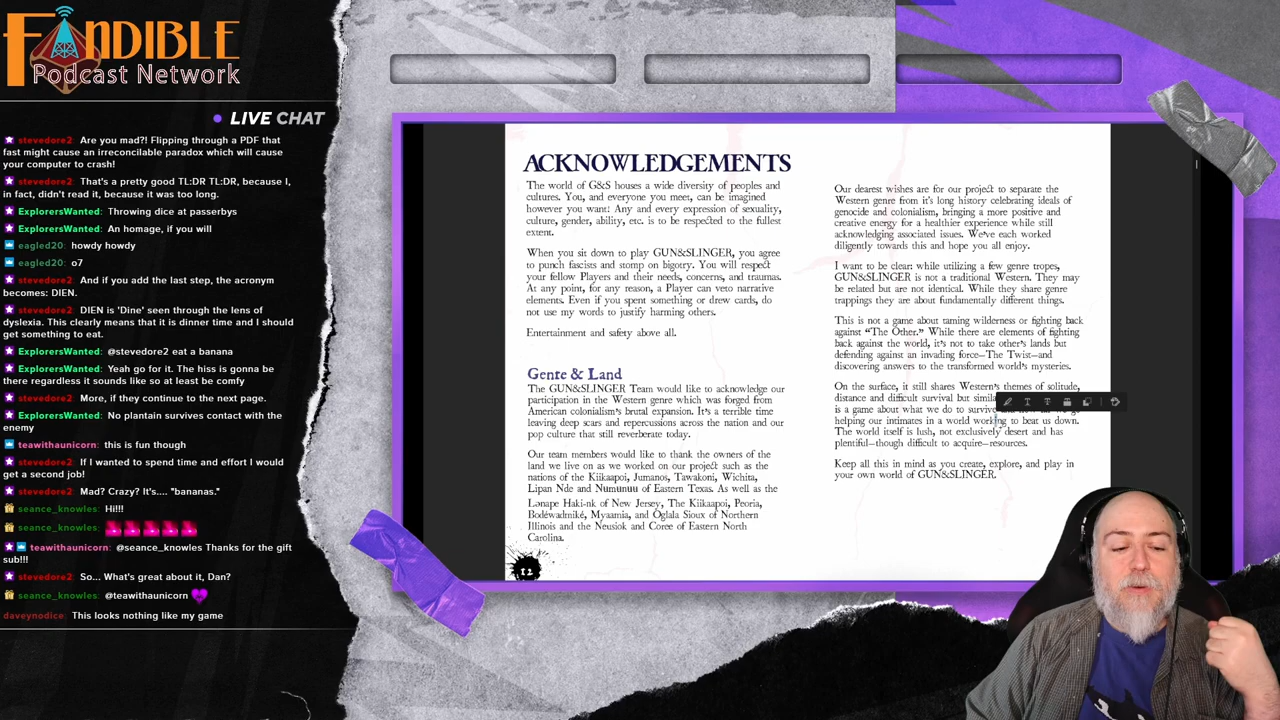 FANDIBLE
Podcast Network
LIVE CHAT
stevedore2: Are you mad?! Flipping through a PDF that
fast might cause an irreconcilable paradox which will cause
your computer to crash!
stevedore2: That's a pretty good TL:DR TL:DR, because I,
in fact, didn't read it, because it was too long.
ExplorersWanted: Throwing dice at passerbys
ExplorersWanted: An homage, if you will
eagled20: howdy howdy
eagled20: o7
stevedore2: And if you add the last step, the acronym
becomes: DIEN.
stevedore2: DIEN is 'Dine' seen through the lens of
dyslexia. This clearly means that it is dinner time and I should
get something to eat.
ExplorersWanted: @stevedore2 eat a banana
ExplorersWanted: Yeah go for it. The hiss is gonna be
there regardless it sounds like so at least be comfy
stevedore2: More, if they continue to the next page.
ExplorersWanted: No plantain survives contact with the
enemy
teawithaunicorn: this is fun though
stevedore2: If I wanted to spend time and effort I would
get a second job!
stevedore2: Mad? Crazy? It's.... "bananas."
seance_knowles: Hi!!!
seance_knowles:
teawithaunicorn: @seance_knowles Thanks for the gift
sub!!!
stevedore2: So... What's great about it, Dan?
seance_knowles: @teawithaunicorn
daveynodice: This looks nothing like my game
ACKNOWLEDGEMENTS
The world of G&S houses a wide diversity of peoples and
cultures. You, and everyone you meet, can be imagined
however you want! Any and every expression of sexuality,
culture, gender, ability, etc. is to be respected to the fullest
extent.
When you sit down to play GUN&SLINGER, you agree
to punch fascists and stomp on bigotry. You will respect
your fellow Players and their needs, concerns, and traumas.
At any point, for any reason, a Player can veto narrative
elements. Even if you spent something or drew cards, do
not use my words to justify harming others.
Entertainment and safety above all.
Genre & Land
The GUN&SLINGER Team would like to acknowledge our
participation in the Western genre which was forged from
American colonialism's brutal expansion. It's a terrible time
leaving deep scars and repercussions across the nation and our
pop culture that still reverberate today.
Our team members would like to thank the owners of the
land we live on as we worked on our project such as the
nations of the Kiikaapoi, Jumanos, Tawakoni, Wichita,
Lipan Nde and Numunuu of Eastern Texas. As well as the
Lenape Haki-nk of New Jersey, The Kiikaapoi, Peoria,
Bodéwadmiké, Myaamia, and Oglala Sioux of Northern
Illinois and the Neusiok and Coree of Eastern North
Carolina.
12
Our dearest wishes are for our project to separate the
Western genre from it's long history celebrating ideals of
genocide and colonialism, bringing a more positive and
creative energy for a healthier experience while still
acknowledging associated issues. We've each worked
diligently towards this and hope you all enjoy.
I want to be clear: while utilizing a few genre tropes,
GUN&SLINGER is not a traditional Western. They may
be related but are not identical. While they share genre
trappings they are about fundamentally different things.
This is not a game about taming wilderness or fighting back
against "The Other." While there are elements of fighting
back against the world, it's not to take other's lands but
defending against an invading force—The Twist—and
discovering answers to the transformed world's mysteries.
On the surface, it still shares Western's themes of solitude,
distance and difficult survival but
is a game about what we do to survive
helping our intimates in a world working to beat us down.
The world itself is lush, not exclusively desert and has
plentiful—though difficult to acquire—resources.
Keep all this in mind as you create, explore, and play in
your own world of GUN&SLINGER.